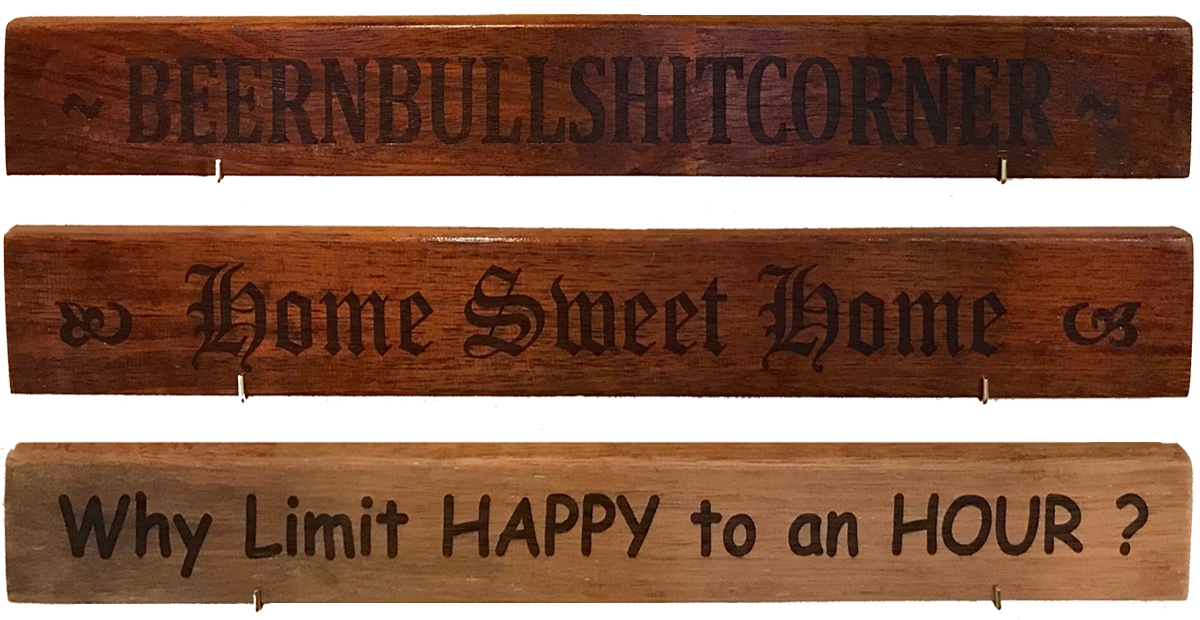 ~ BEERNBULLSHITCORNER ~
Home Sweet Home
Why Limit HAPPY to an HOUR ?